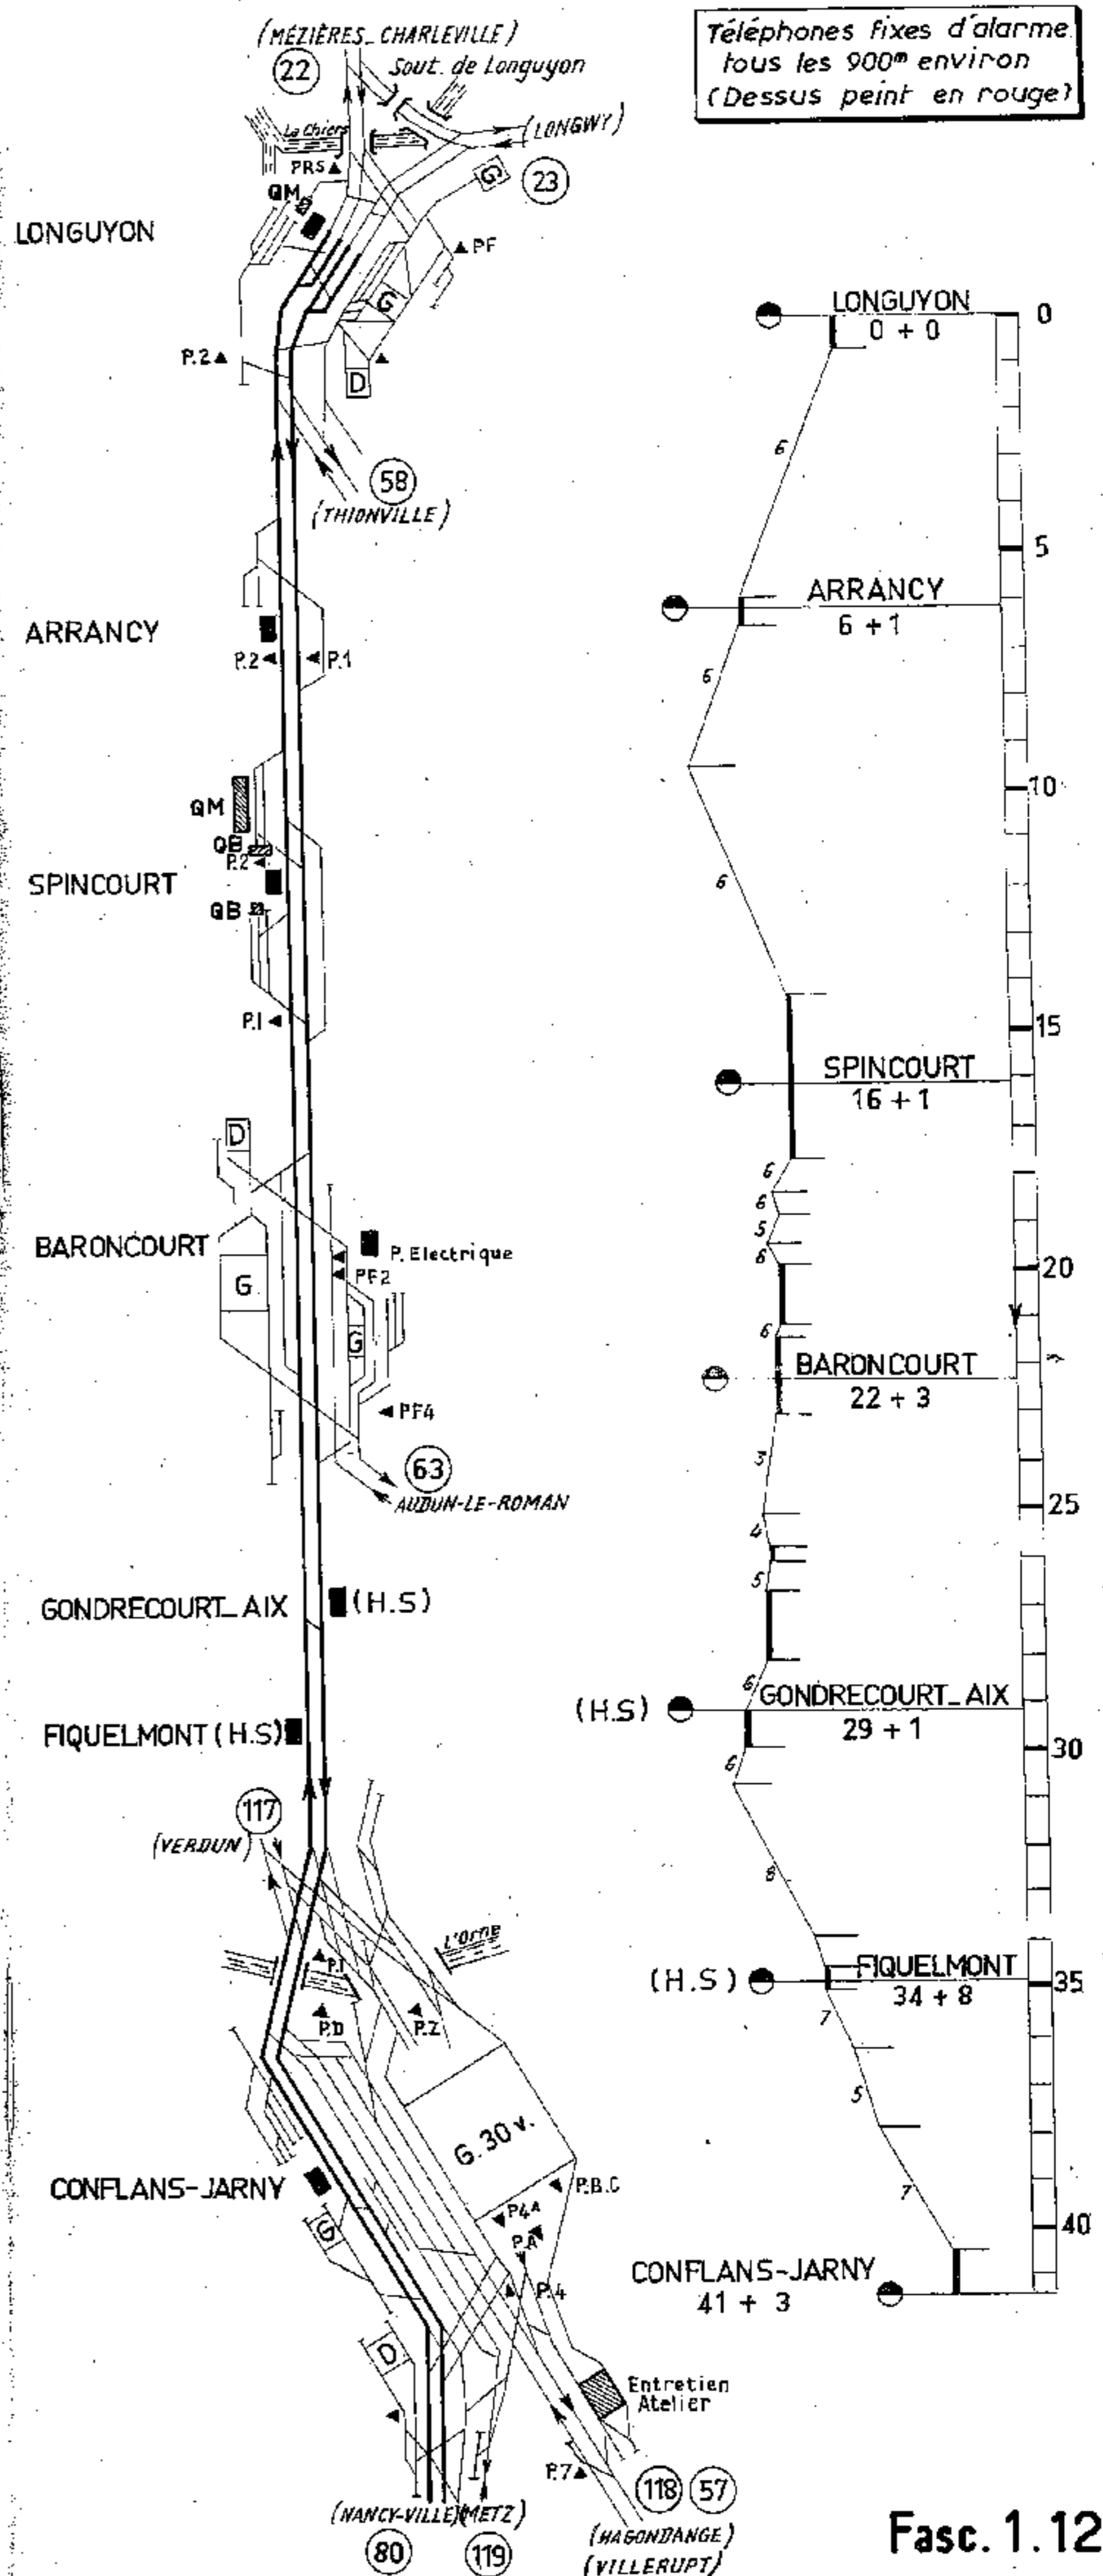 (MÉZIÈRES_CHARLEVILLE)
22
Sout. de Longuyon
Téléphones fixes d'alarme
tous les 900m environ
(Dessus peint en rouge)
La Chiers
(LONGWY)
PRS
23
G
QM
LONGUYON
PF
G
P.2
D
58
(THIONVILLE)
ARRANCY
P.2
P.1
QM
QB
P.2
SPINCOURT
QB
P.1
D
BARONCOURT
P. Electrique
PF2
G
G
PF4
63
AUDUN-LE-ROMAN
GONDRECOURT_AIX
(H.S)
FIQUELMONT (H.S)
117
(VERDUN)
L'Orne
P.1
P.D
P.Z
G. 30 v.
CONFLANS-JARNY
P.B.C
G
P4A
P.A
P.4
D
Entretien
Atelier
P.7
118
57
(NANCY-VILLE)
(METZ)
80
119
(HAGONDANGE)
(VILLERUPT)
LONGUYON
0 + 0
0
6
5
ARRANCY
6 + 1
6
10
6
15
SPINCOURT
16 + 1
6
6
5
6
20
6
BARONCOURT
22 + 3
3
25
4
5
6
(H.S)
GONDRECOURT_AIX
29 + 1
30
6
8
(H.S)
FIQUELMONT
34 + 8
35
7
5
7
40
CONFLANS-JARNY
41 + 3
Fasc. 1.12